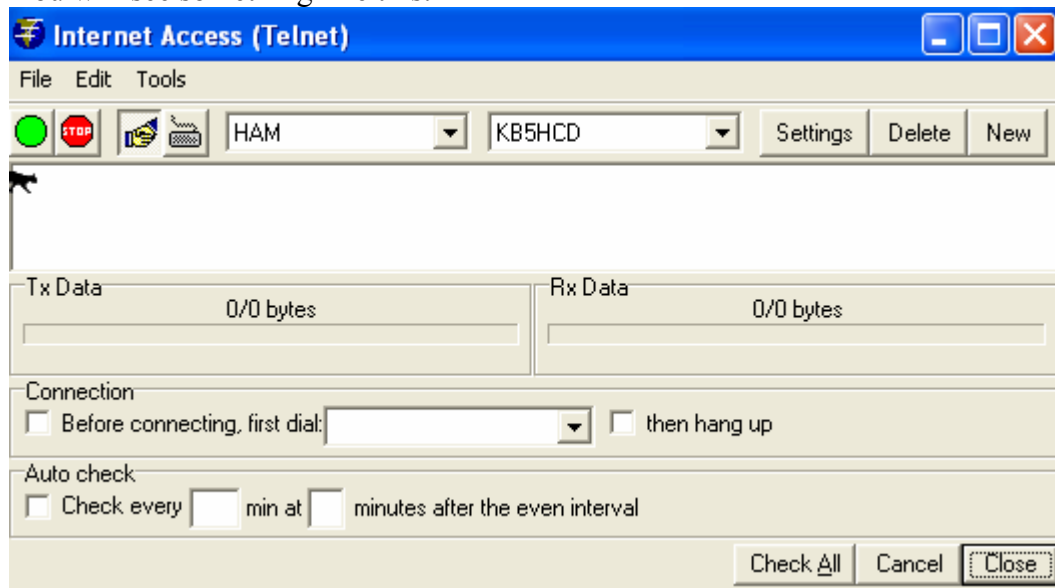 Internet Access (Telnet)
File Edit Tools
STOP HAM KB5HCD Settings Delete New
Tx Data Rx Data
0/0 bytes 0/0 bytes
Connection
Before connecting, first dial: then hang up
Auto check
Check every min at minutes after the even interval
Check All Cancel Close